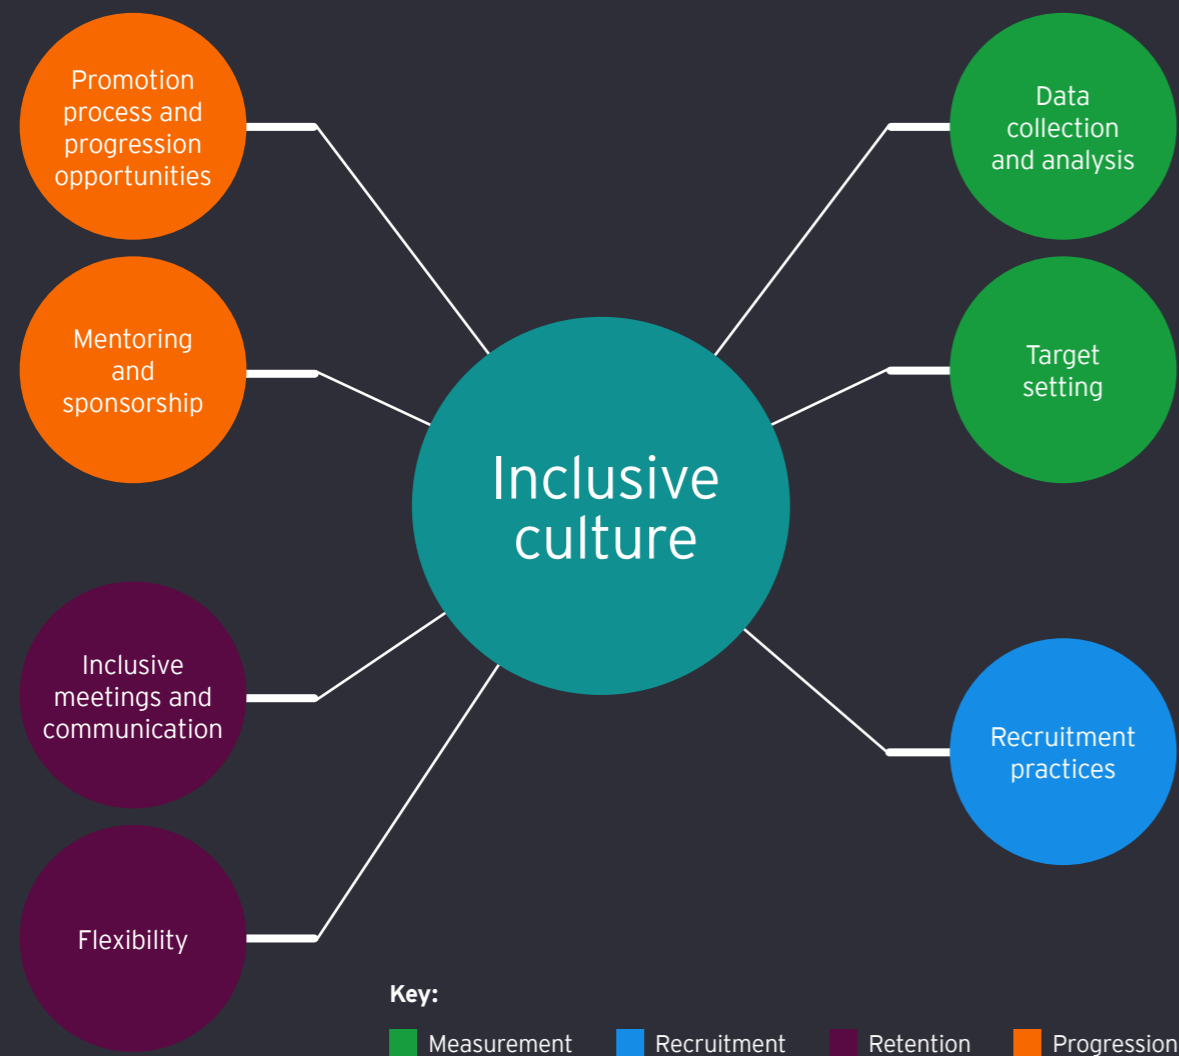 Promotion
process and
progression
opportunities
Mentoring
and
sponsorship
Inclusive
meetings and
communication
Flexibility
Inclusive
culture
Data
collection
and analysis
Target
setting
Recruitment
practices
Key:
Measurement
Recruitment
Retention
Progression